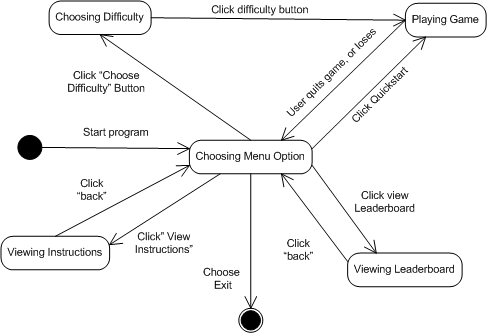 Choosing Difficulty
Click difficulty button
Playing Game
User quits game, or loses
Click Quickstart
Click "Choose
Difficulty" Button
Start program
Choosing Menu Option
Click
"back"
Click view
Leaderboard
Viewing Instructions
Click" View
Instructions"
Click
"back"
Viewing Leaderboard
Choose
Exit